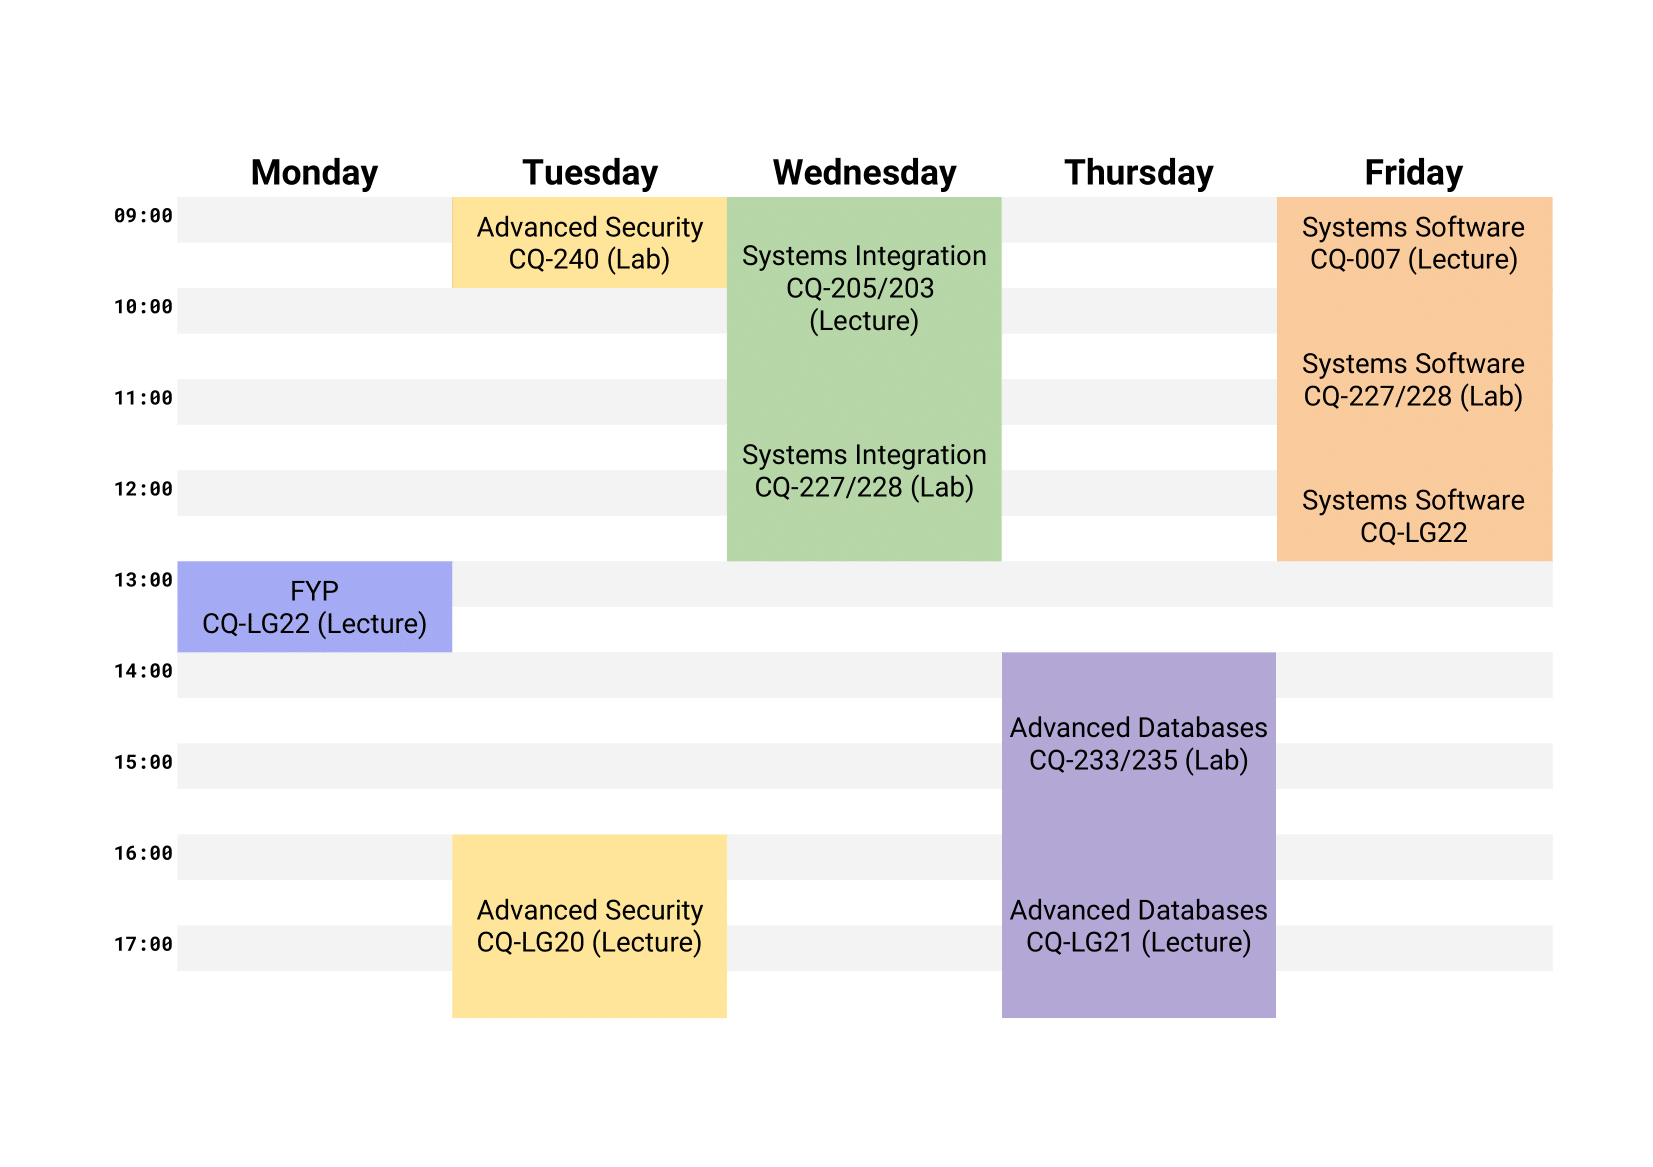 Monday Tuesday Wednesday Thursday Friday
09:00
Advanced Security
CQ-240 (Lab)
Systems Integration
CQ-205/203
(Lecture)
Systems Software
CQ-007 (Lecture)
10:00
Systems Software
CQ-227/228 (Lab)
11:00
Systems Integration
CQ-227/228 (Lab)
12:00
Systems Software
CQ-LG22
13:00
FYP
CQ-LG22 (Lecture)
14:00
Advanced Databases
CQ-233/235 (Lab)
15:00
16:00
Advanced Security
CQ-LG20 (Lecture)
Advanced Databases
CQ-LG21 (Lecture)
17:00